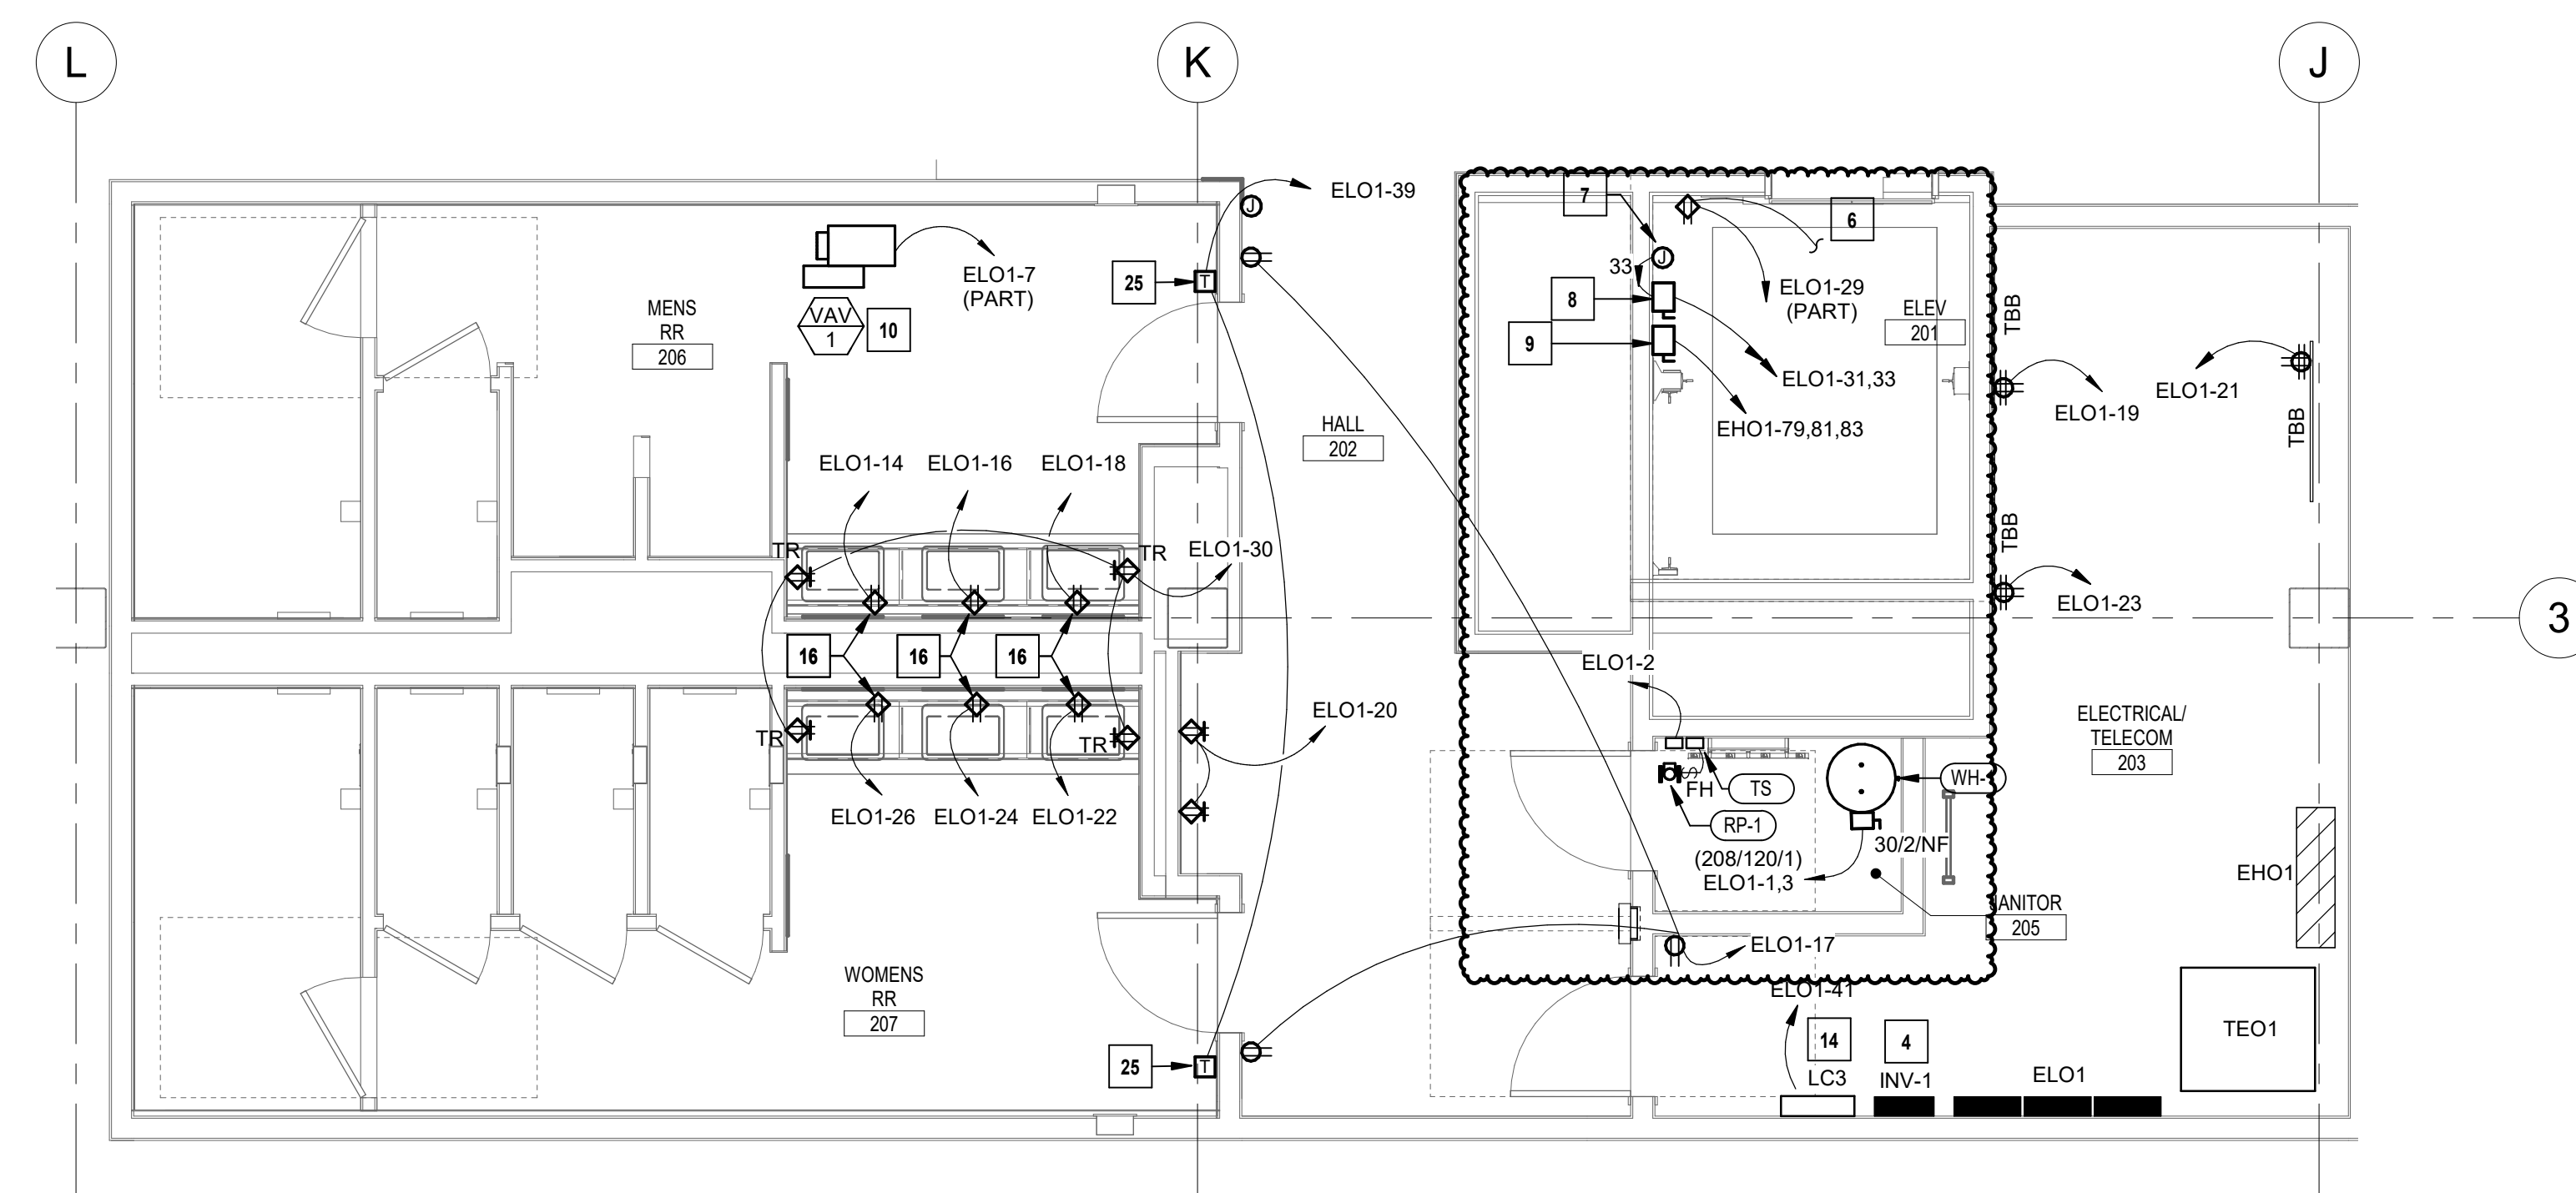 L
K
J
ELO1-39
J
7
6
ELO1-7
(PART)
25
T
33
J
8
9
ELO1-29
(PART)
ELEV
201
TBB
MENS
RR
206
VAV
1
10
ELO1-31,33
EHO1-79,81,83
ELO1-19
ELO1-21
TBB
HALL
202
ELO1-14
ELO1-16
ELO1-18
TR
TR
ELO1-30
TBB
ELO1-23
3
16
16
16
ELO1-2
TR
TR
ELO1-20
ELECTRICAL/
TELECOM
203
S
FH
TS
WH-
RP-1
ELO1-26
ELO1-24
ELO1-22
(208/120/1)
ELO1-1,3
30/2/NF
EHO1
ANITOR
205
ELO1-17
WOMENS
RR
207
ELO1-41
25
T
14
4
LC3
INV-1
ELO1
TEO1